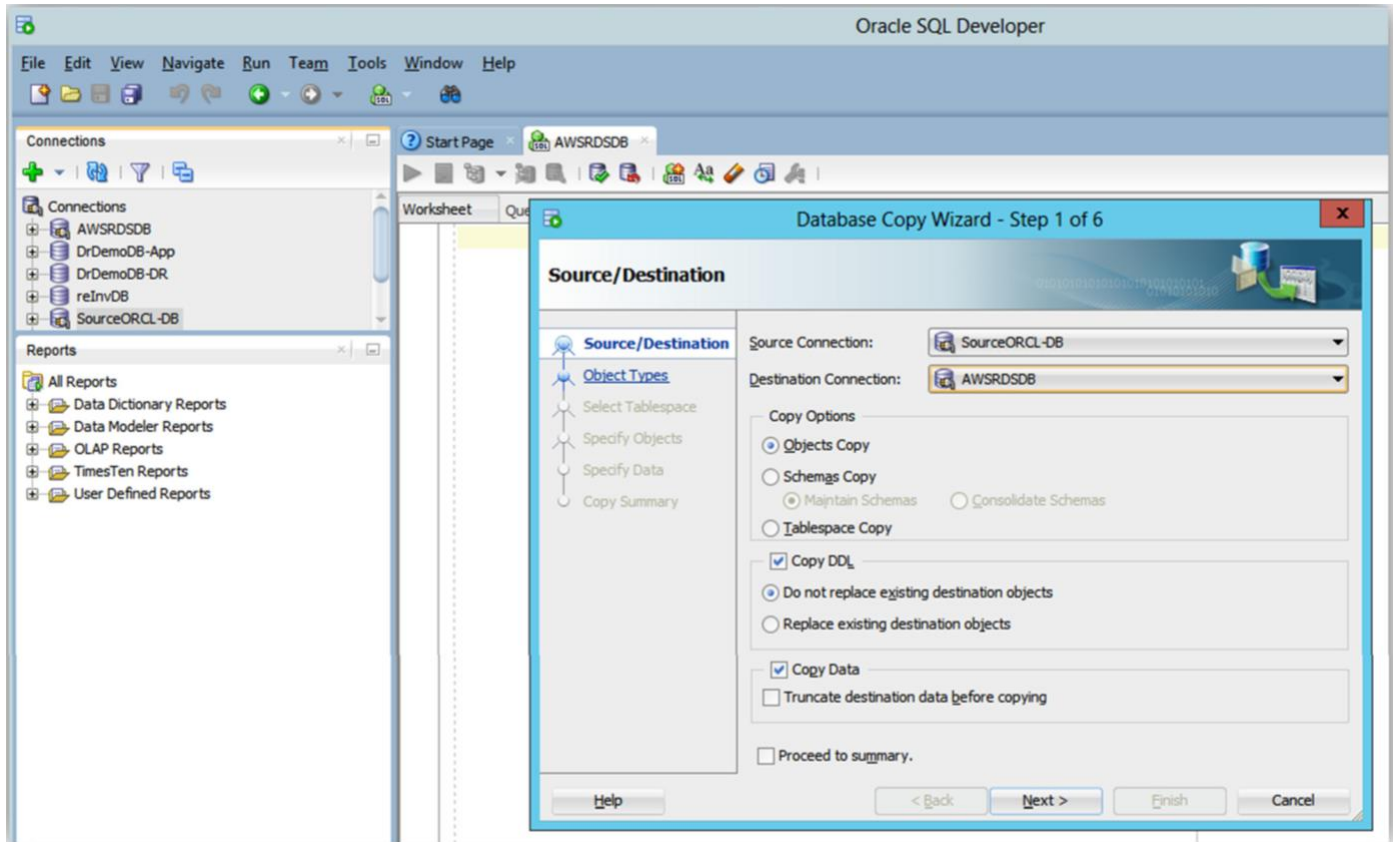 Oracle SQL Developer
File Edit View Navigate Run Team Tools Window Help
Connections
Connections
AWSRDSDB
DrDemoDB-App
DrDemoDB-DR
reInvDB
SourceORCL-DB
Reports
All Reports
Data Dictionary Reports
Data Modeler Reports
OLAP Reports
TimesTen Reports
User Defined Reports
Start Page AWSRDSDB
Worksheet
Database Copy Wizard - Step 1 of 6
Source/Destination
Source/Destination
Object Types
Select Tablespace
Specify Objects
Specify Data
Copy Summary
Source Connection: SourceORCL-DB
Destination Connection: AWSRDSDB
Copy Options
Objects Copy
Schemas Copy
Maintain Schemas Consolidate Schemas
Tablespace Copy
Copy DDL
Do not replace existing destination objects
Replace existing destination objects
Copy Data
Truncate destination data before copying
Proceed to summary.
Help < Back Next > Finish Cancel